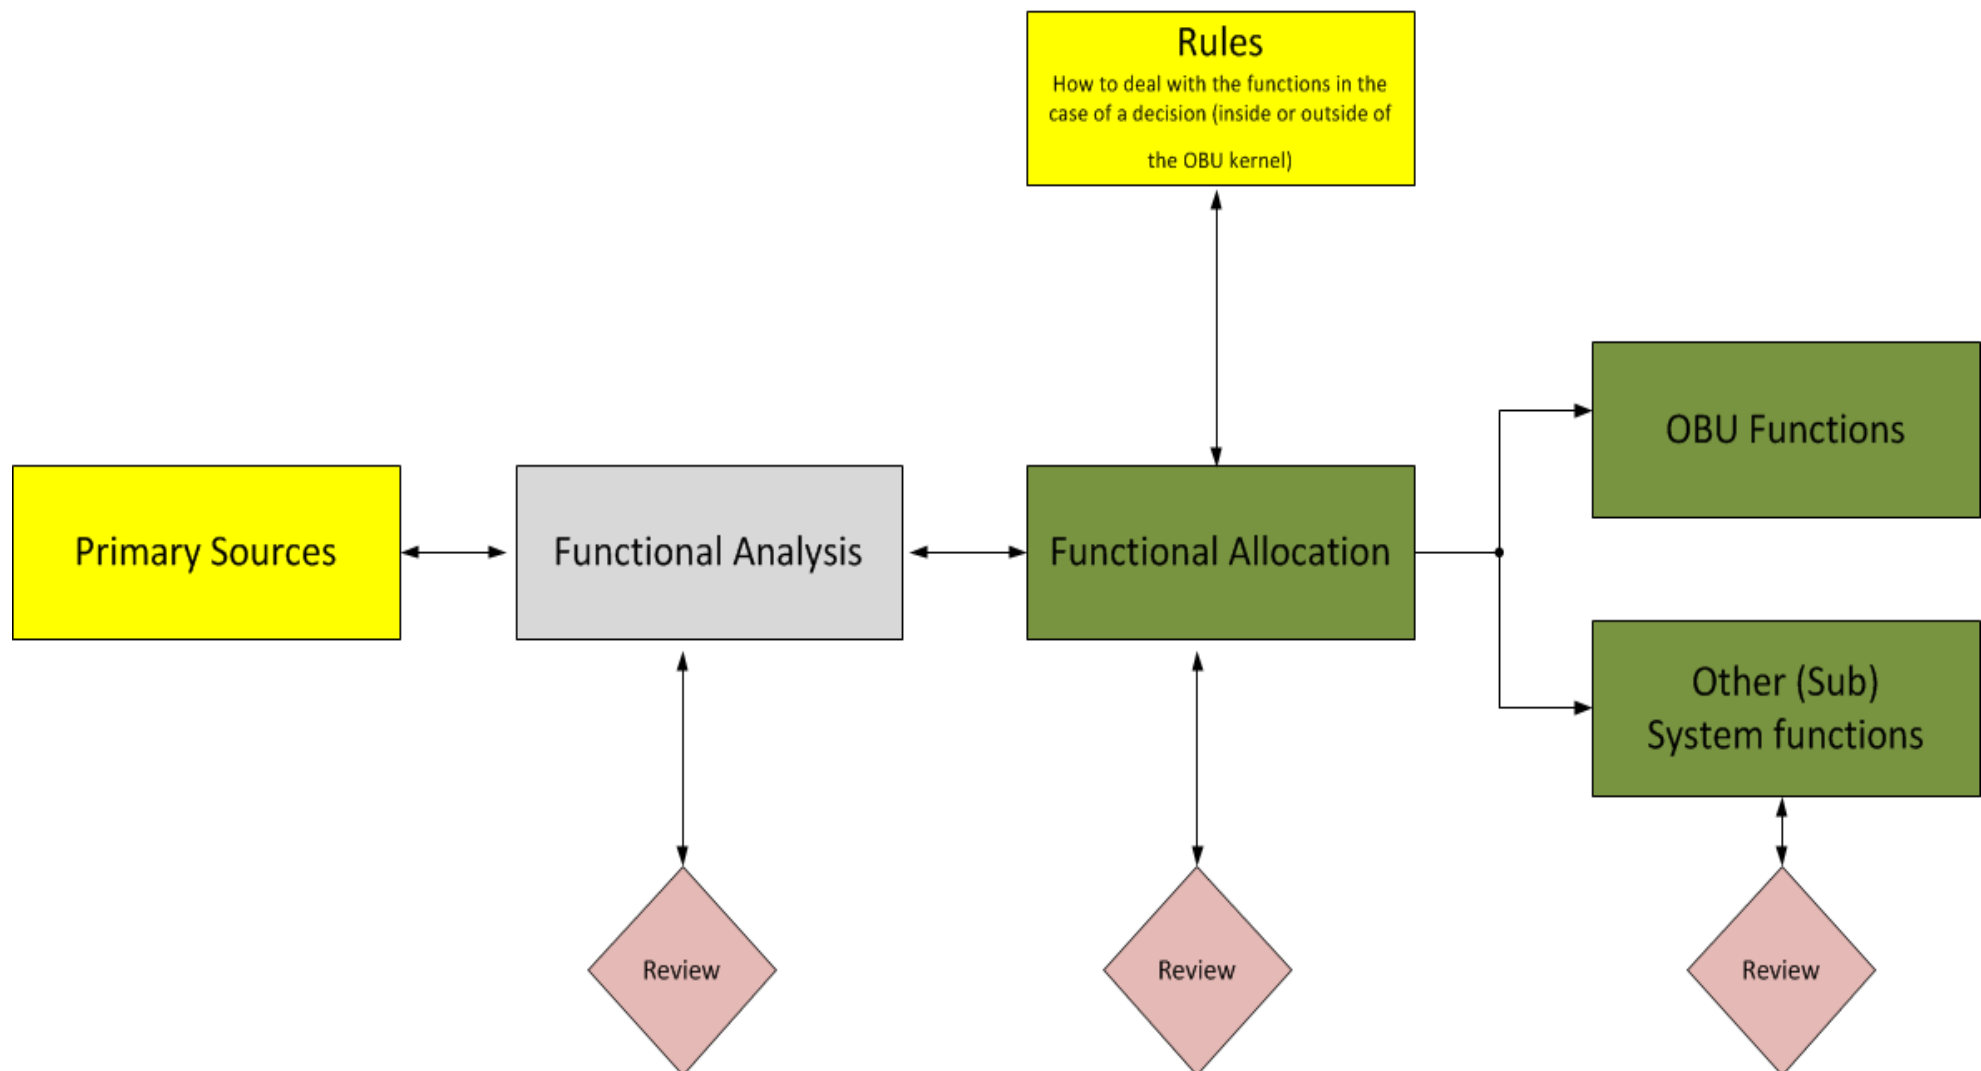 Rules
How to deal with the functions in the
case of a decision (inside or outside of
the OBU kernel)
OBU Functions
Primary Sources
Functional Analysis
Functional Allocation
Other (Sub)
System functions
Review
Review
Review